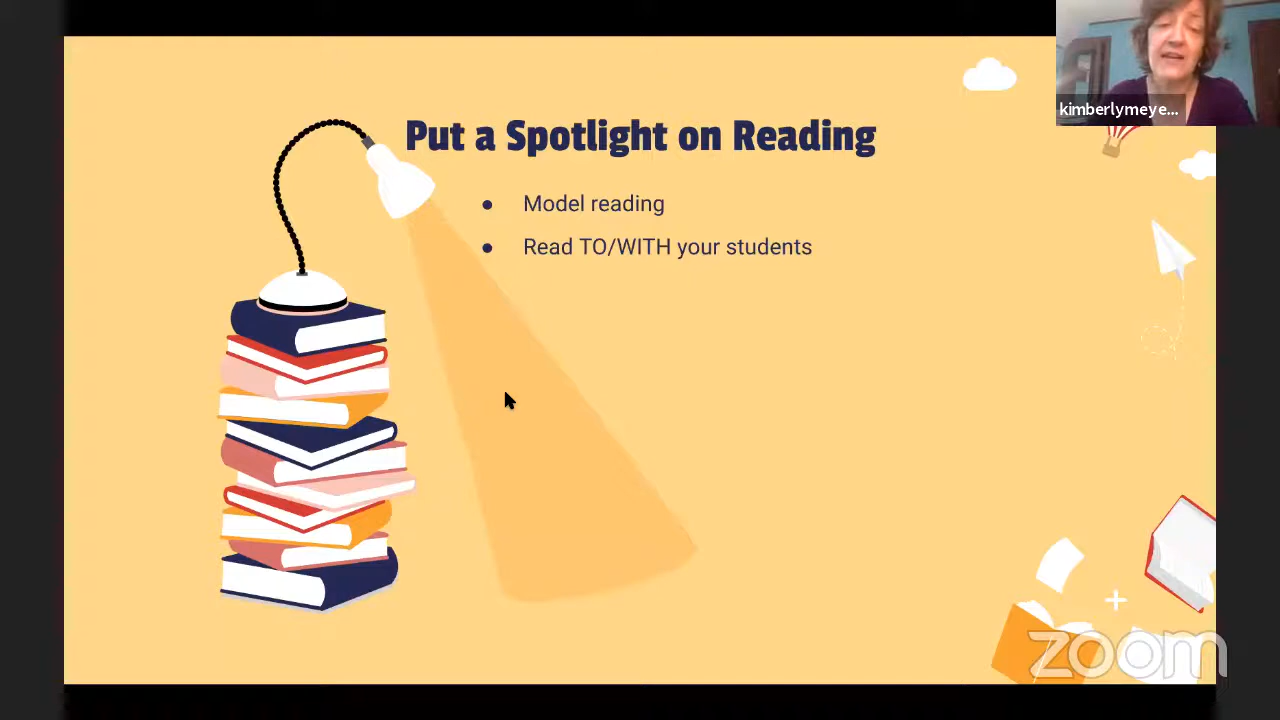 kimberlymeye...
Put a Spotlight on Reading
● Model reading
● Read TO/WITH your students
zoom